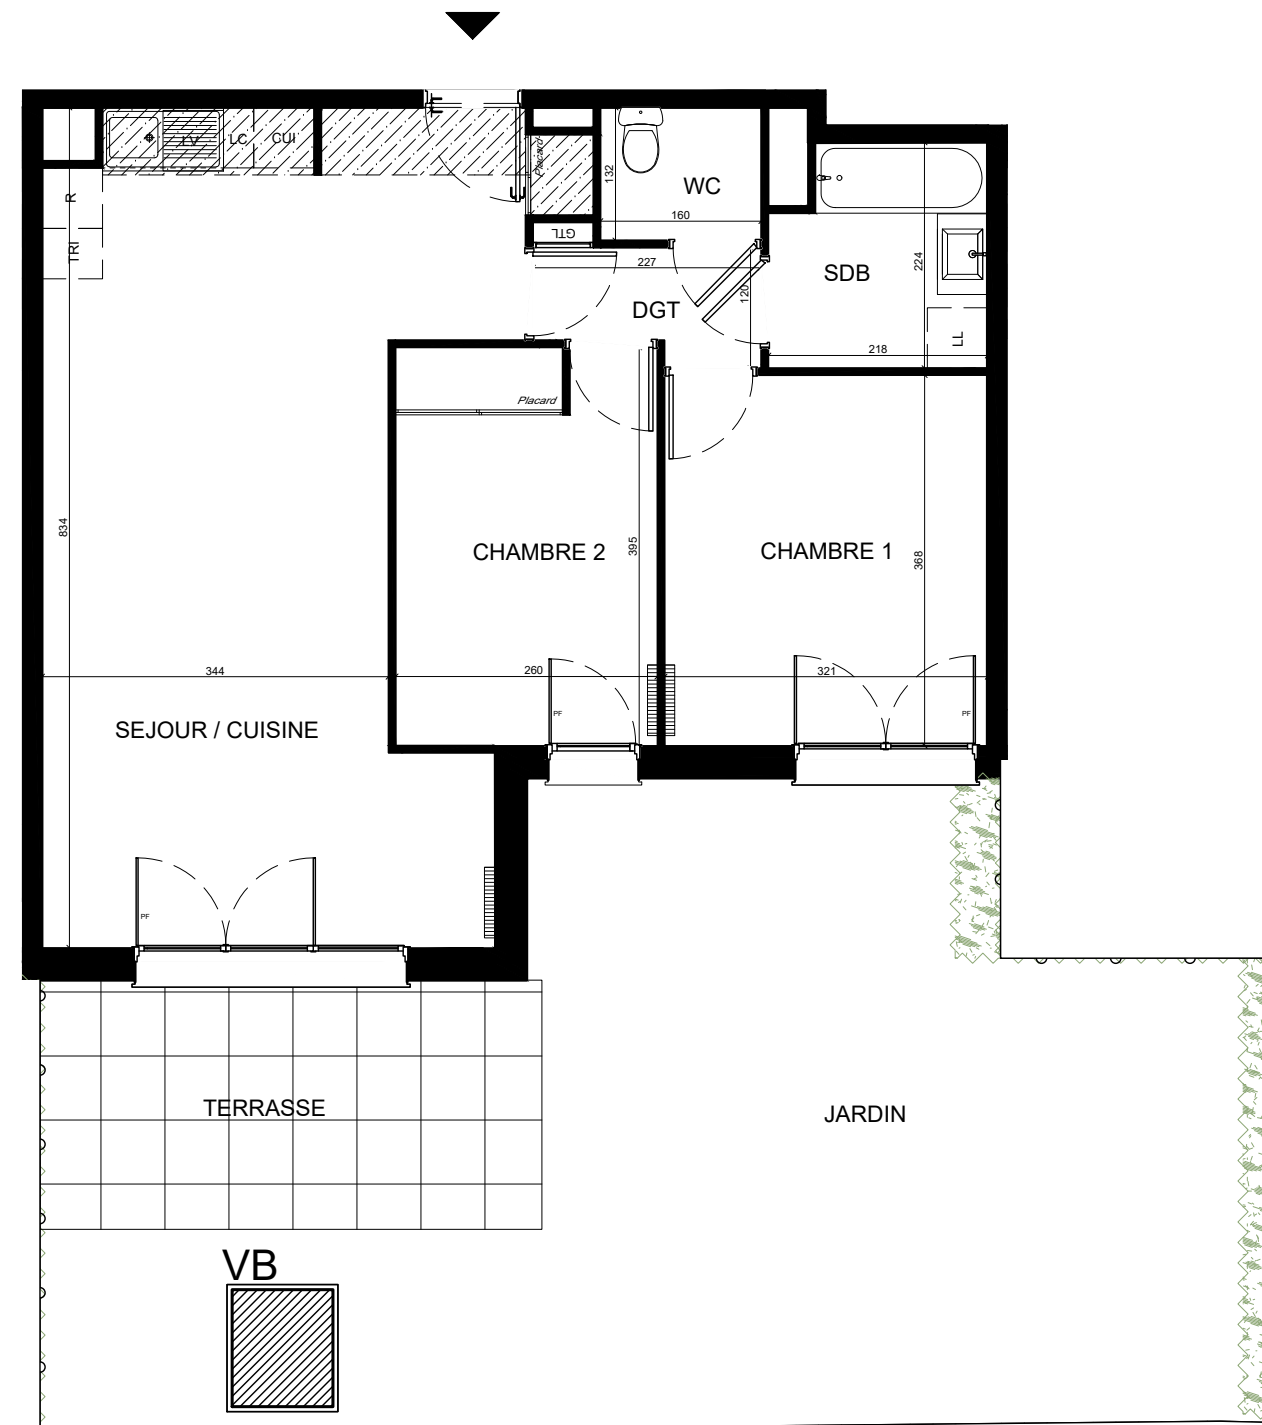 LV
LC
CUI
Placard
132
WC
160
R
TRI
GTL
227
120
DGT
SDB
224
218
LL
Placard
834
CHAMBRE 2
395
CHAMBRE 1
368
344
260
321
PF
PF
SEJOUR / CUISINE
PF
TERRASSE
JARDIN
VB